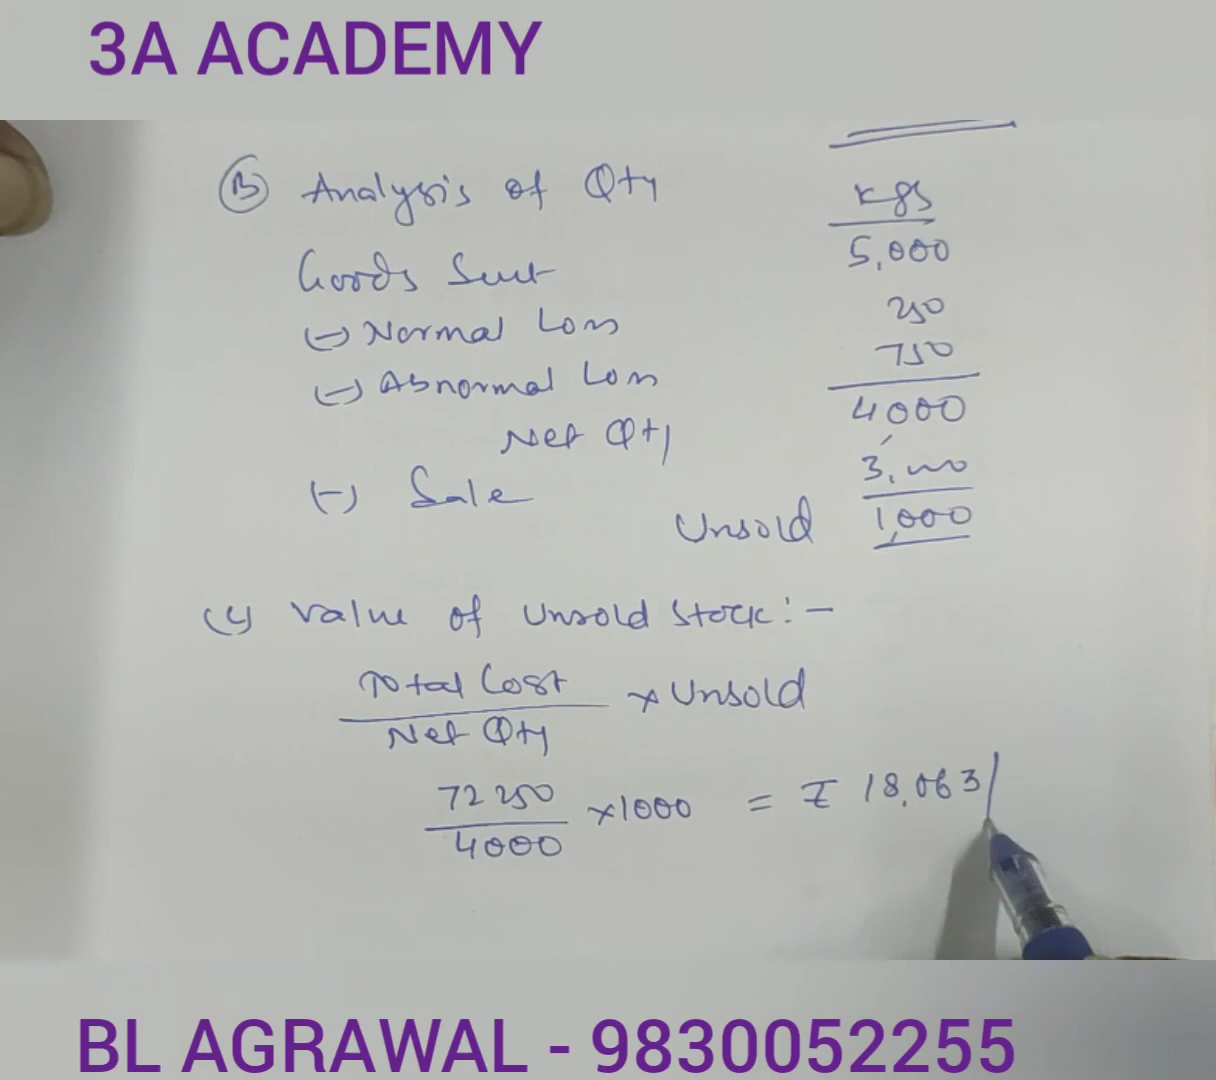 3A ACADEMY
(B) Analysis of Qty Kgs
Goods Sent 5,000
(-) Normal Loss 250
(-) Abnormal Loss 750
Net Qty 4000
(-) Sale 3,000
Unsold 1,000
(C) Value of Unsold Stock:-
Total Cost / Net Qty × Unsold
72250 / 4000 ×1000 = ₹ 18,063/
BL AGRAWAL - 9830052255